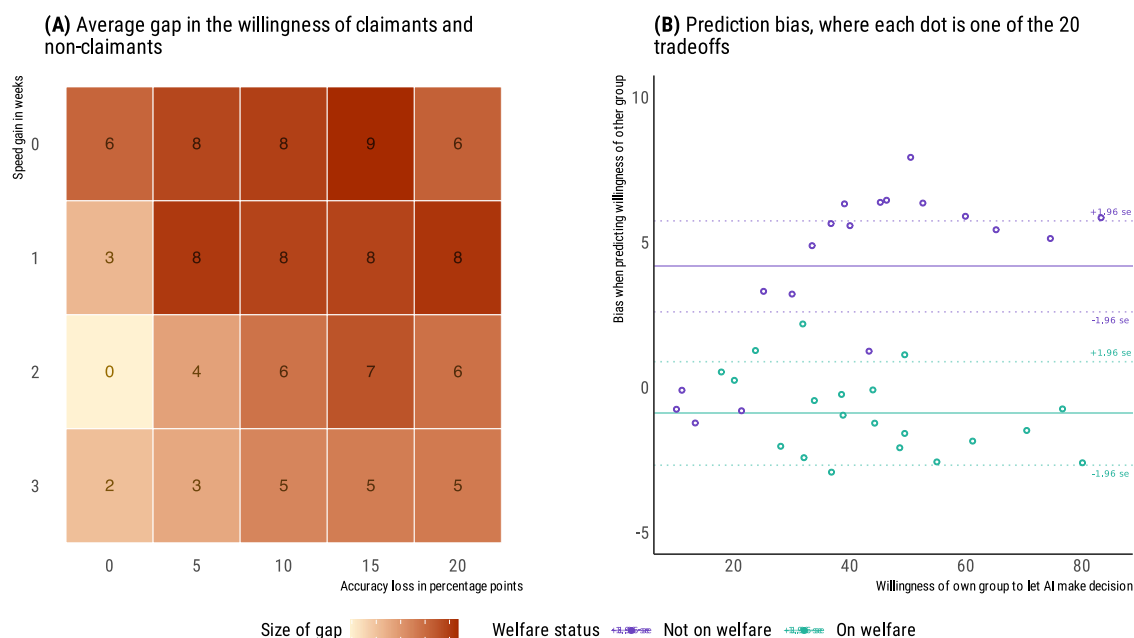 (A) Average gap in the willingness of claimants and
non-claimants
Speed gain in weeks
0
6 8 8 9 6
1
3 8 8 8 8
2
0 4 6 7 6
3
2 3 5 5 5
0 5 10 15 20
Accuracy loss in percentage points
(B) Prediction bias, where each dot is one of the 20
tradeoffs
Bias when predicting willingness of other group
10
5
0
-5
+1.96 se
-1.96 se
+1.96 se
-1.96 se
20 40 60 80
Willingness of own group to let AI make decision
Size of gap
Welfare status Not on welfare On welfare